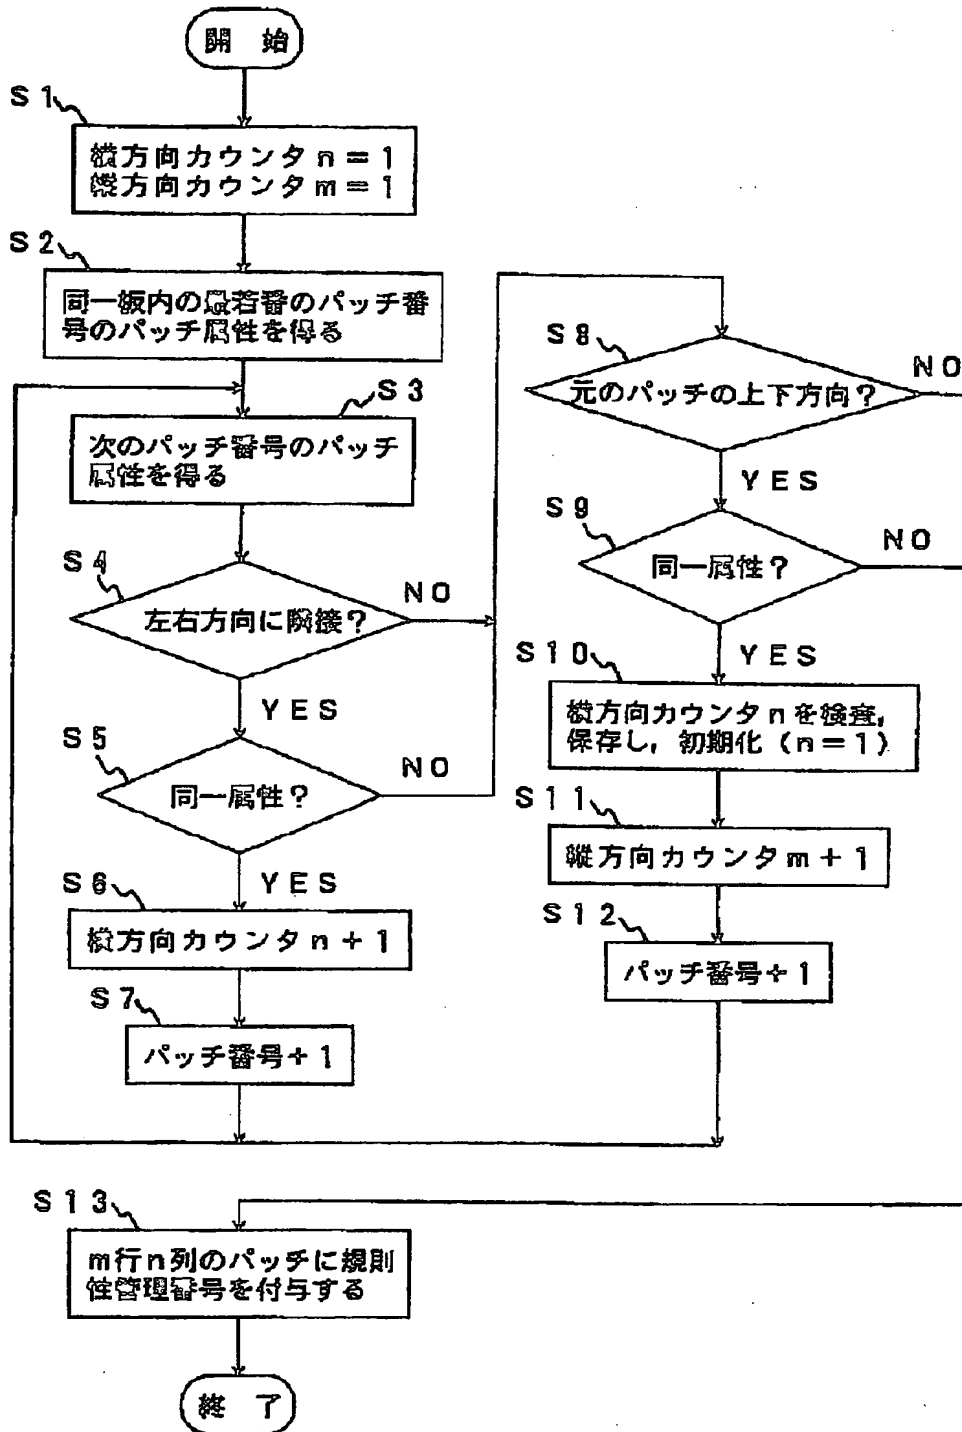 開 始
S1
横方向カウンタn=1
縦方向カウンタm=1
S2
同一板内の最若番のパッチ番
号のパッチ属性を得る
S3
次のパッチ番号のパッチ
属性を得る
S4
左右方向に隣接?
NO
YES
S5
同一属性?
NO
YES
S6
横方向カウンタn+1
S7
パッチ番号+1
S8
元のパッチの上下方向?
NO
YES
S9
同一属性?
NO
YES
S10
横方向カウンタnを検査,
保存し, 初期化 (n=1)
S11
縦方向カウンタm+1
S12
パッチ番号+1
S13
m行n列のパッチに規則
性管理番号を付与する
終 了